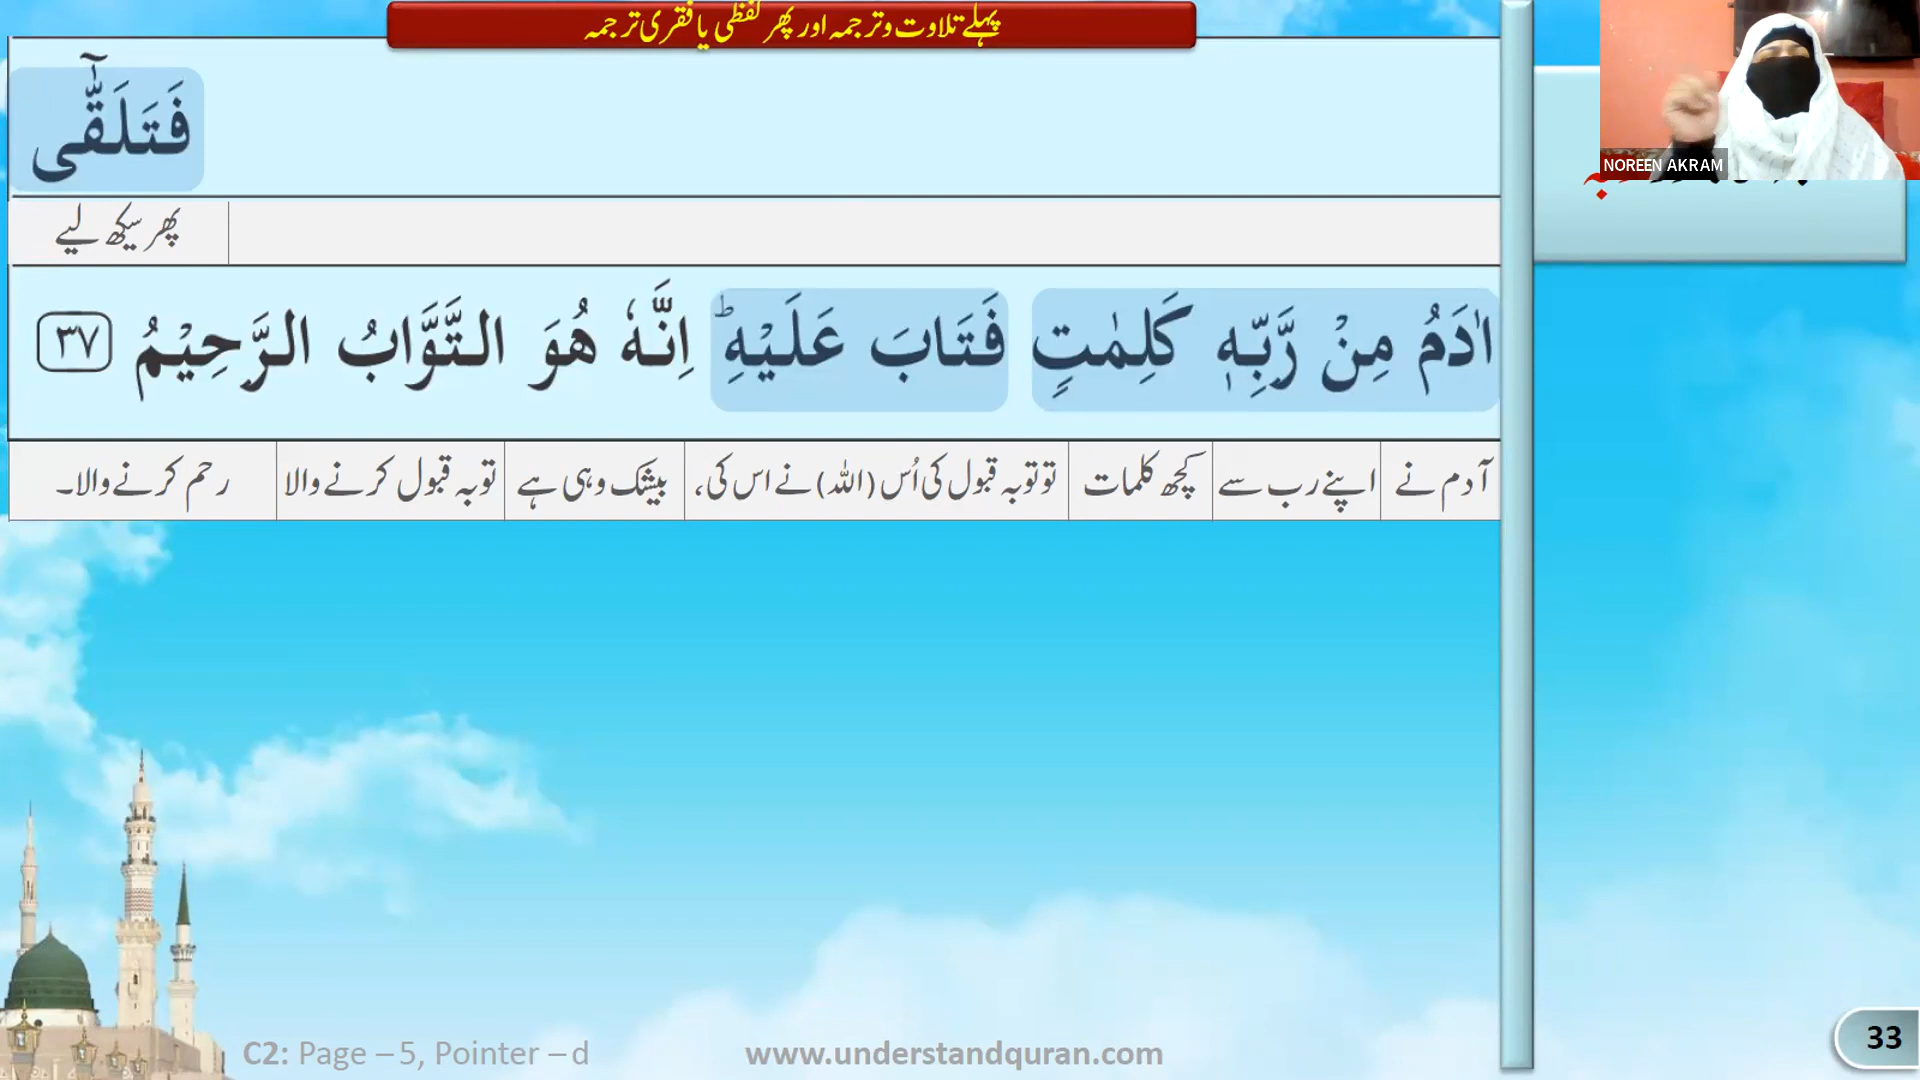 پہلے تلاوت و ترجمہ اور پھر لفظی یا فقری ترجمہ
فَتَلَقّٰۤى
پھر سیکھ لیے
اٰدَمُ مِنْ رَّبِّهٖ كَلِمٰتٍ فَتَابَ عَلَيْهِ ؕ اِنَّهٗ هُوَ التَّوَّابُ الرَّحِيْمُ ٣٧
آدم نے اپنے رب سے کچھ کلمات تو توبہ قبول کی اُس (اللہ) نے اس کی، بیشک وہی ہے توبہ قبول کرنے والا رحم کرنے والا۔
NOREEN AKRAM
C2: Page – 5, Pointer – d
www.understandquran.com
33